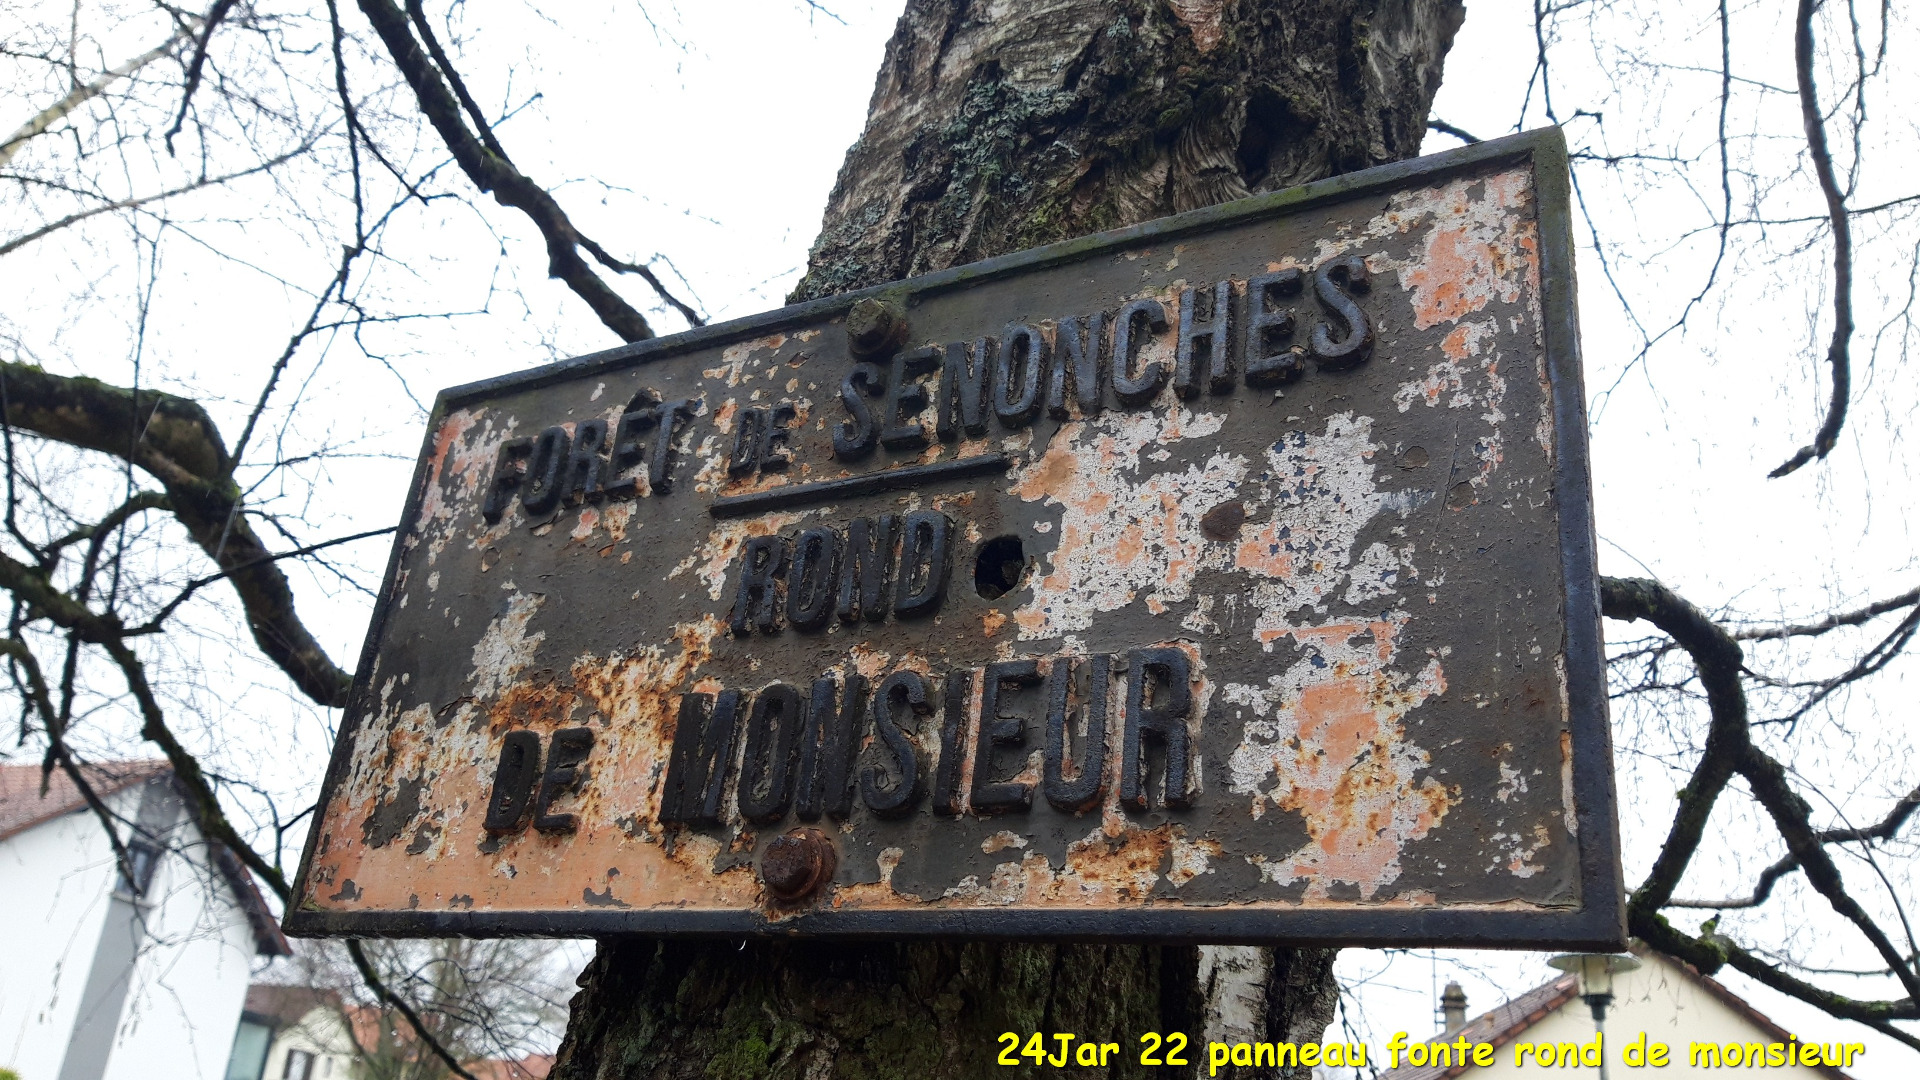 FORÊT DE SENONCHES
ROND
DE MONSIEUR
24Jar 22 panneau fonte rond de monsieur